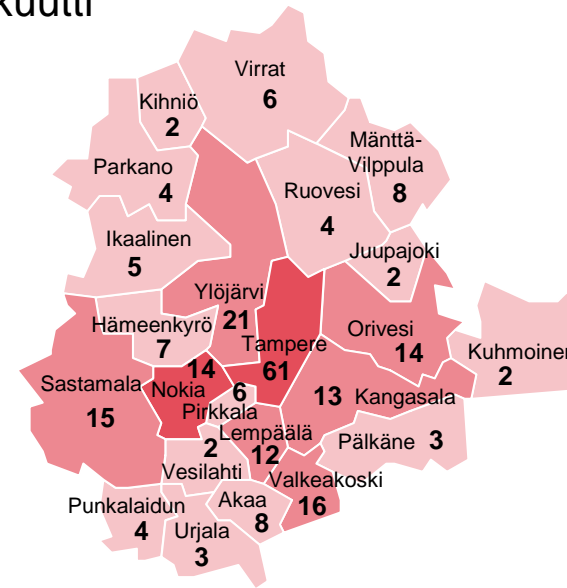 kuutti
Virrat
6
Kihniö
2
Mänttä-
Vilppula
8
Parkano
4
Ruovesi
4
Ikaalinen
5
Juupajoki
2
Ylöjärvi
21
Hämeenkyrö
7
Orivesi
14
Tampere
61
Kuhmoinen
2
Sastamala
15
14
Nokia
6
Pirkkala
13 Kangasala
Lempäälä
12
Pälkäne 3
2
Vesilahti
Valkeakoski
16
Punkalaidun
4
Akaa
8
Urjala
3